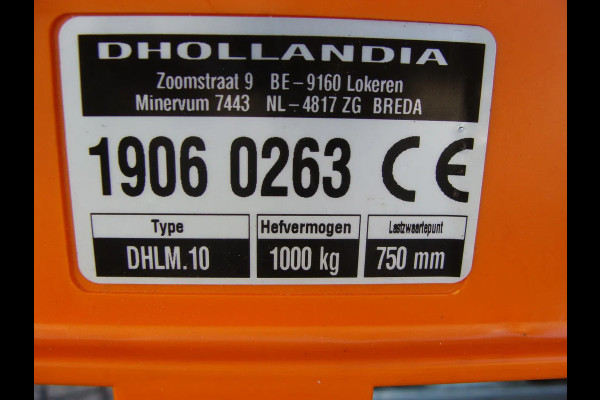 DHOLLANDIA
Zoomstraat 9 BE-9160 Lokeren
Minervum 7443 NL-4817 ZG BREDA
1906 0263 CE
Type Hefvermogen Lastzwaartepunt
DHLM.10 1000 kg 750 mm